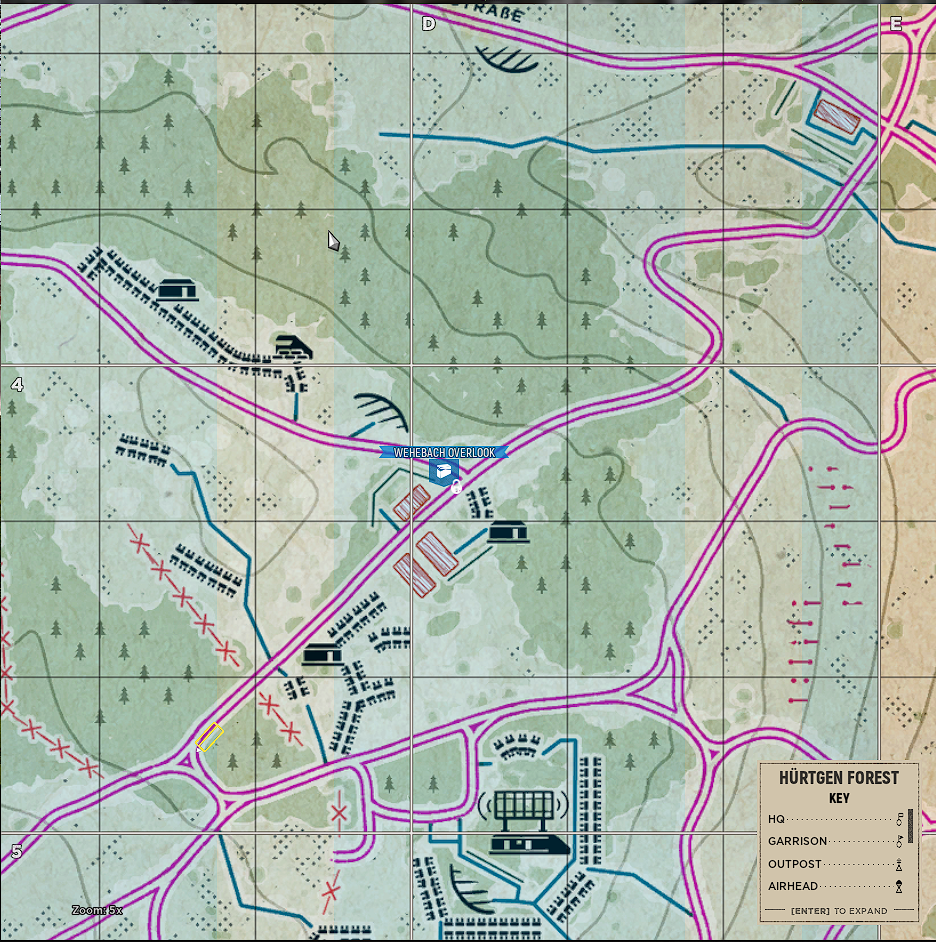 STRAßE
D
E
4
WEHEBACH OVERLOOK
HÜRTGEN FOREST
KEY
HQ
GARRISON
OUTPOST
AIRHEAD
[ENTER] TO EXPAND
5
Zoom: 5x